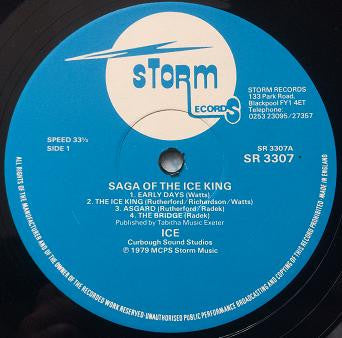 STORM
RECORDS
STORM RECORDS
133 Park Road,
Blackpool FY1 4ET
Telephone:
0253 23095/27357
SPEED 33⅓
SIDE 1
SR 3307A
SR 3307
SAGA OF THE ICE KING
1. EARLY DAYS (Watts)
2. THE ICE KING (Rutherford/Richardson/Watts)
3. ASGARD (Rutherford/Radek)
4. THE BRIDGE (Radek)
Published by Tabitha Music Exeter
ICE
Curbough Sound Studios
℗ 1979 MCPS Storm Music
ALL RIGHTS OF THE MANUFACTURER AND OF THE OWNER OF THE RECORDED WORK RESERVED-UNAUTHORISED PUBLIC PERFORMANCE BROADCASTING AND COPYING OF THIS RECORD PROHIBITED MADE IN ENGLAND